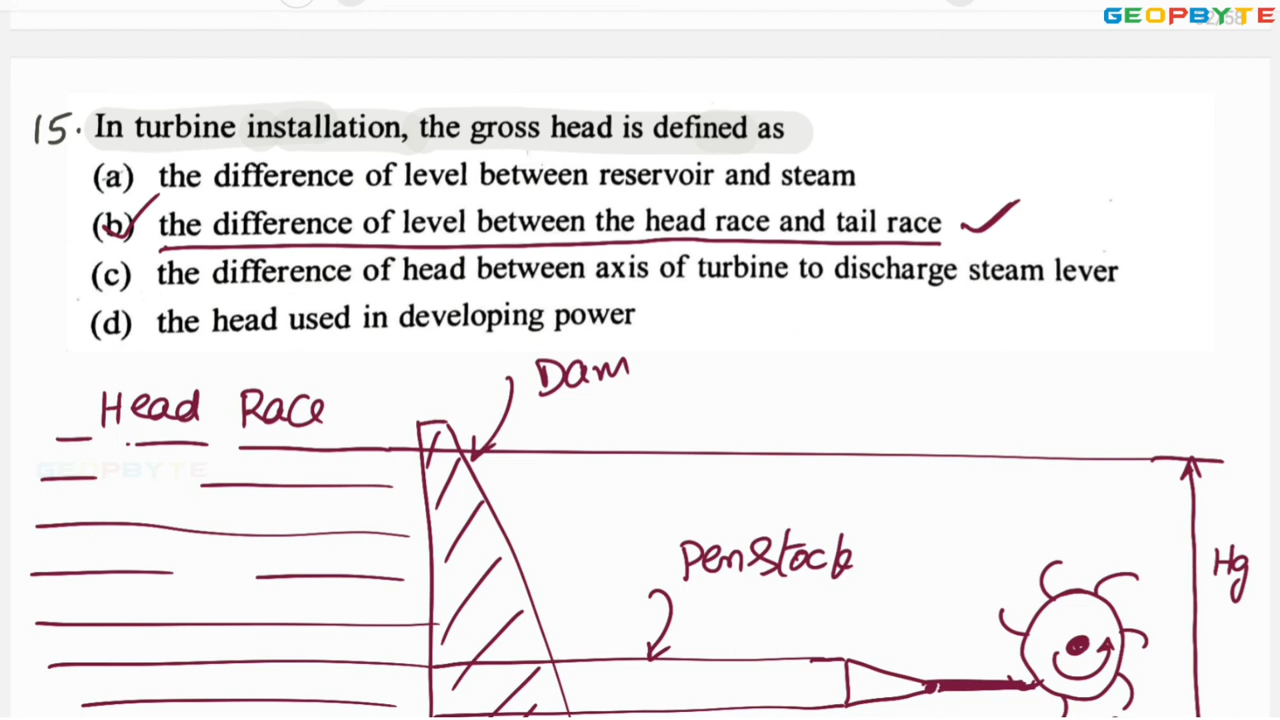 GEOPBYTE
15. In turbine installation, the gross head is defined as
(a) the difference of level between reservoir and steam
(b) the difference of level between the head race and tail race
(c) the difference of head between axis of turbine to discharge steam lever
(d) the head used in developing power
Dam
Head Race
GEOPBYTE
Penstock
Hg